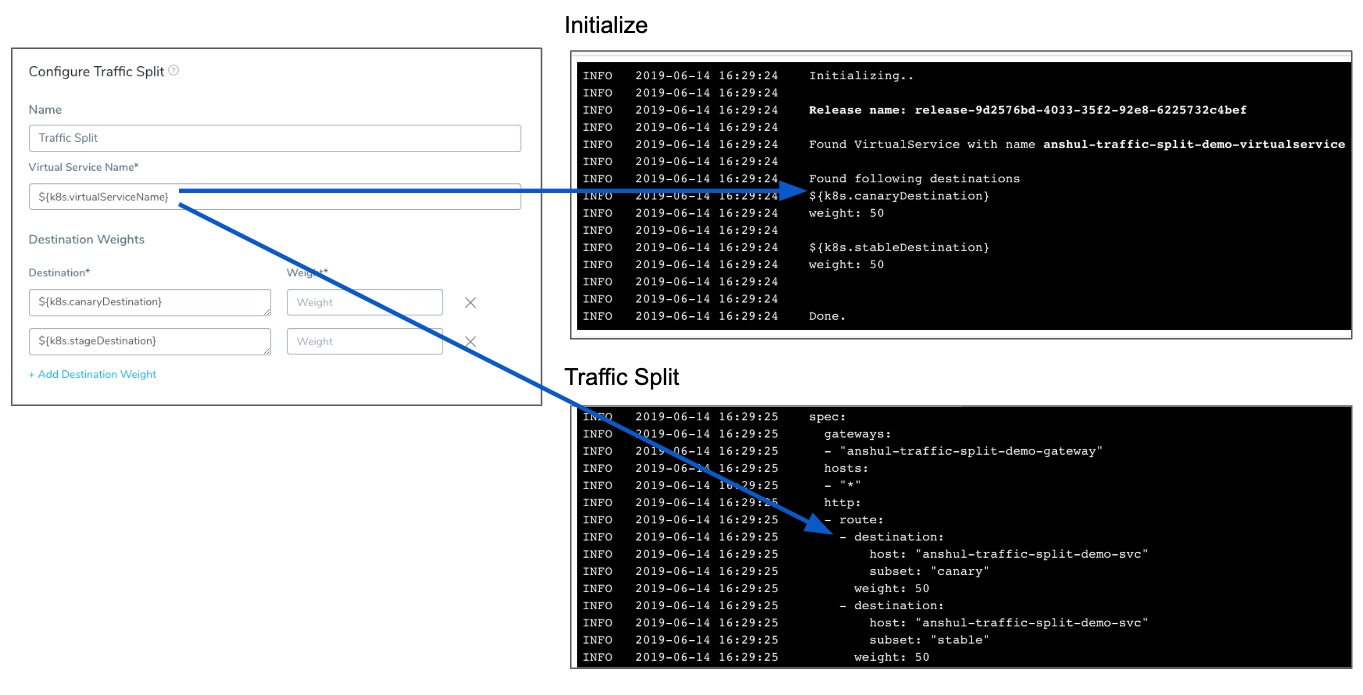 Configure Traffic Split ?
Name
Traffic Split
Virtual Service Name*
${k8s.virtualServiceName}
Destination Weights
Destination*
Weight*
${k8s.canaryDestination}
Weight
${k8s.stageDestination}
Weight
+ Add Destination Weight
Initialize
INFO 2019-06-14 16:29:24 Initializing..
INFO 2019-06-14 16:29:24
INFO 2019-06-14 16:29:24 Release name: release-9d2576bd-4033-35f2-92e8-6225732c4bef
INFO 2019-06-14 16:29:24
INFO 2019-06-14 16:29:24 Found VirtualService with name anshul-traffic-split-demo-virtualservice
INFO 2019-06-14 16:29:24
INFO 2019-06-14 16:29:24 Found following destinations
INFO 2019-06-14 16:29:24 ${k8s.canaryDestination}
INFO 2019-06-14 16:29:24 weight: 50
INFO 2019-06-14 16:29:24
INFO 2019-06-14 16:29:24 ${k8s.stableDestination}
INFO 2019-06-14 16:29:24 weight: 50
INFO 2019-06-14 16:29:24
INFO 2019-06-14 16:29:24
INFO 2019-06-14 16:29:24 Done.
Traffic Split
INFO 2019-06-14 16:29:25 spec:
INFO 2019-06-14 16:29:25 gateways:
INFO 2019-06-14 16:29:25 - "anshul-traffic-split-demo-gateway"
INFO 2019-06-14 16:29:25 hosts:
INFO 2019-06-14 16:29:25 - "*"
INFO 2019-06-14 16:29:25 http:
INFO 2019-06-14 16:29:25 - route:
INFO 2019-06-14 16:29:25 - destination:
INFO 2019-06-14 16:29:25 host: "anshul-traffic-split-demo-svc"
INFO 2019-06-14 16:29:25 subset: "canary"
INFO 2019-06-14 16:29:25 weight: 50
INFO 2019-06-14 16:29:25 - destination:
INFO 2019-06-14 16:29:25 host: "anshul-traffic-split-demo-svc"
INFO 2019-06-14 16:29:25 subset: "stable"
INFO 2019-06-14 16:29:25 weight: 50